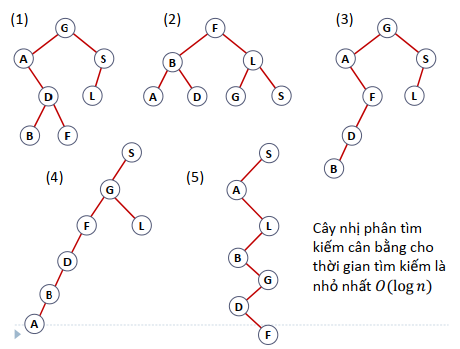 (1)
(2)
(3)
G
F
G
A
S
B
L
A
S
D
L
A
D
G
S
F
L
B
F
D
B
(4)
(5)
S
S
G
A
F
L
L
D
B
G
B
D
A
F
Cây nhị phân tìm
kiếm cân bằng cho
thời gian tìm kiếm là
nhỏ nhất O(log n)